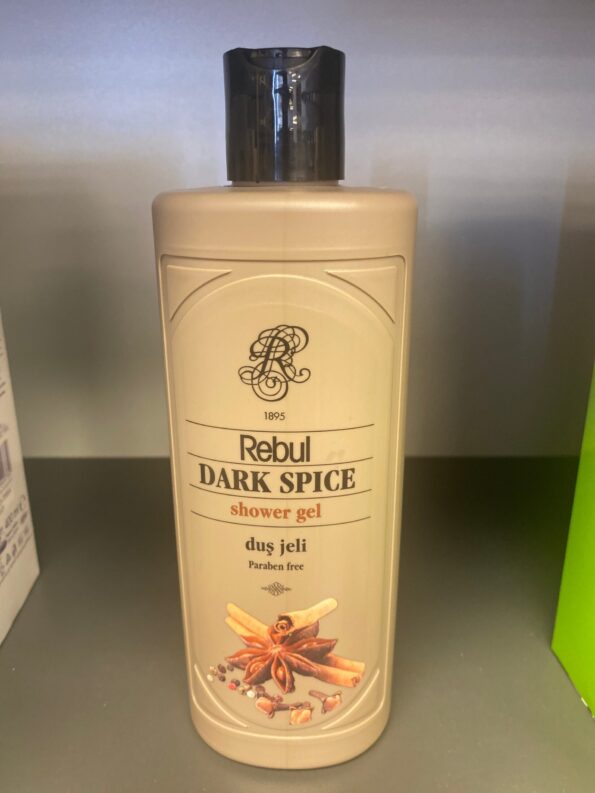 R
1895
Rebul
DARK SPICE
shower gel
duş jeli
Paraben free